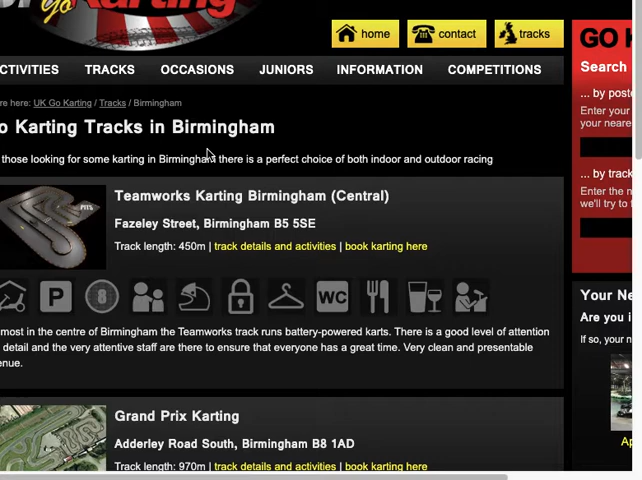 Karting
go
home
contact
tracks
CTIVITIES TRACKS OCCASIONS JUNIORS INFORMATION COMPETITIONS
GO K
Search
... by poste
Enter your
your neare
... by track
Enter the n
we'll try to f
ere here: UK Go Karting / Tracks / Birmingham
o Karting Tracks in Birmingham
those looking for some karting in Birmingham there is a perfect choice of both indoor and outdoor racing
PITS
Teamworks Karting Birmingham (Central)
Fazeley Street, Birmingham B5 5SE
Track length: 450m | track details and activities | book karting here
P
8
WC
most in the centre of Birmingham the Teamworks track runs battery-powered karts. There is a good level of attention
detail and the very attentive staff are there to ensure that everyone has a great time. Very clean and presentable
enue.
Your Ne
Are you i
If so, your n
Ap
Grand Prix Karting
Adderley Road South, Birmingham B8 1AD
Track length: 970m | track details and activities | book karting here